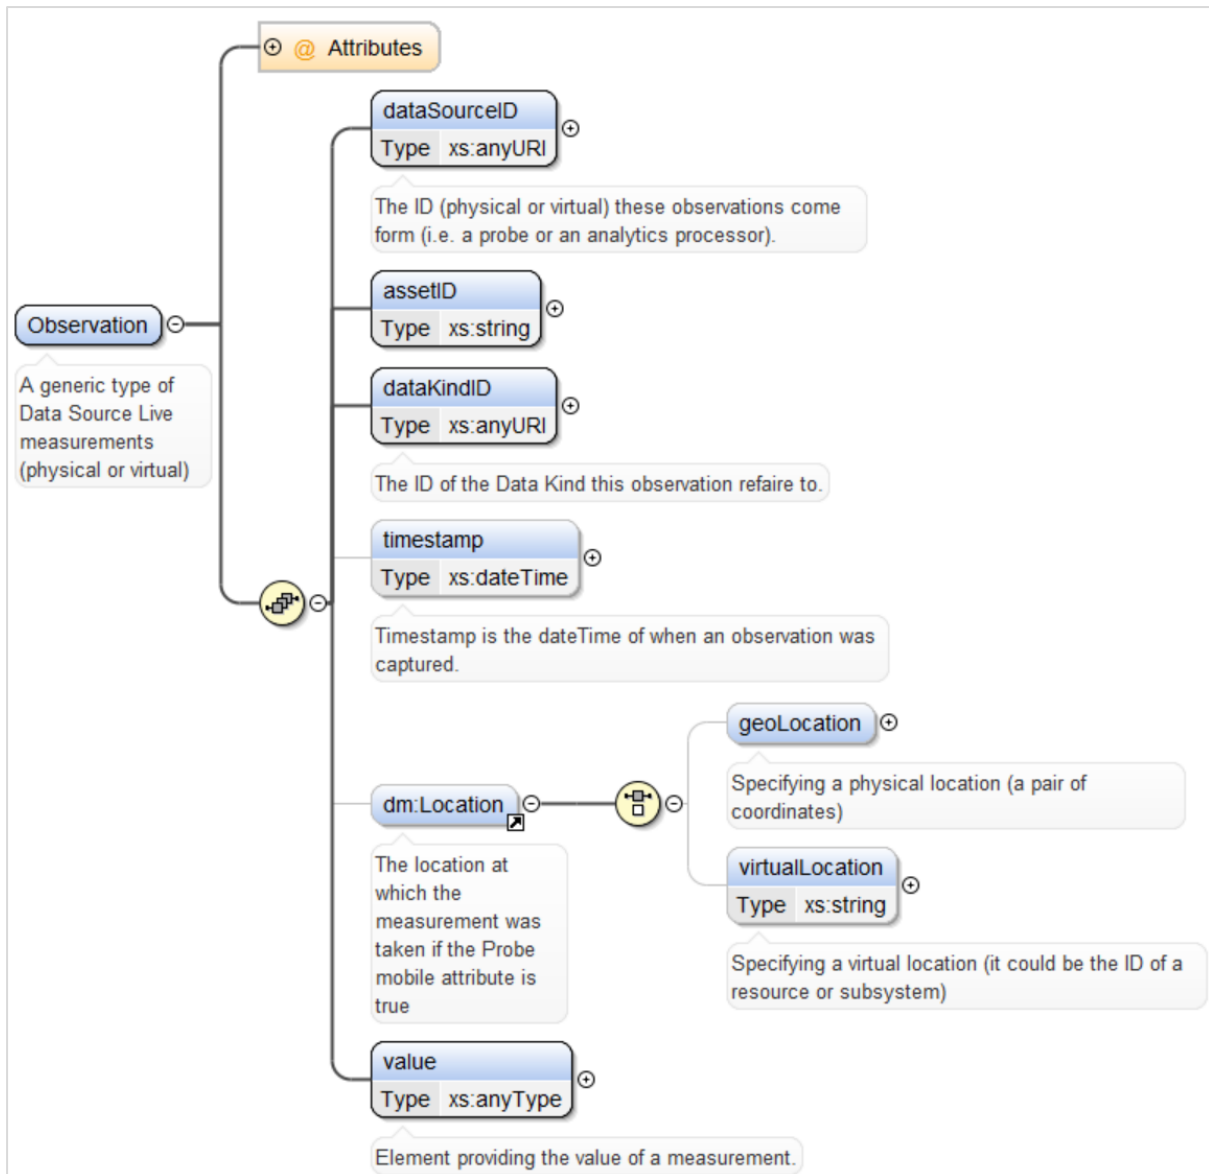 @ Attributes
dataSourceID
Type xs:anyURI
The ID (physical or virtual) these observations come
form (i.e. a probe or an analytics processor).
assetID
Type xs:string
Observation
A generic type of
Data Source Live
measurements
(physical or virtual)
dataKindID
Type xs:anyURI
The ID of the Data Kind this observation refaire to.
timestamp
Type xs:dateTime
Timestamp is the dateTime of when an observation was
captured.
dm:Location
The location at
which the
measurement was
taken if the Probe
mobile attribute is
true
geoLocation
Specifying a physical location (a pair of
coordinates)
virtualLocation
Type xs:string
Specifying a virtual location (it could be the ID of a
resource or subsystem)
value
Type xs:anyType
Element providing the value of a measurement.